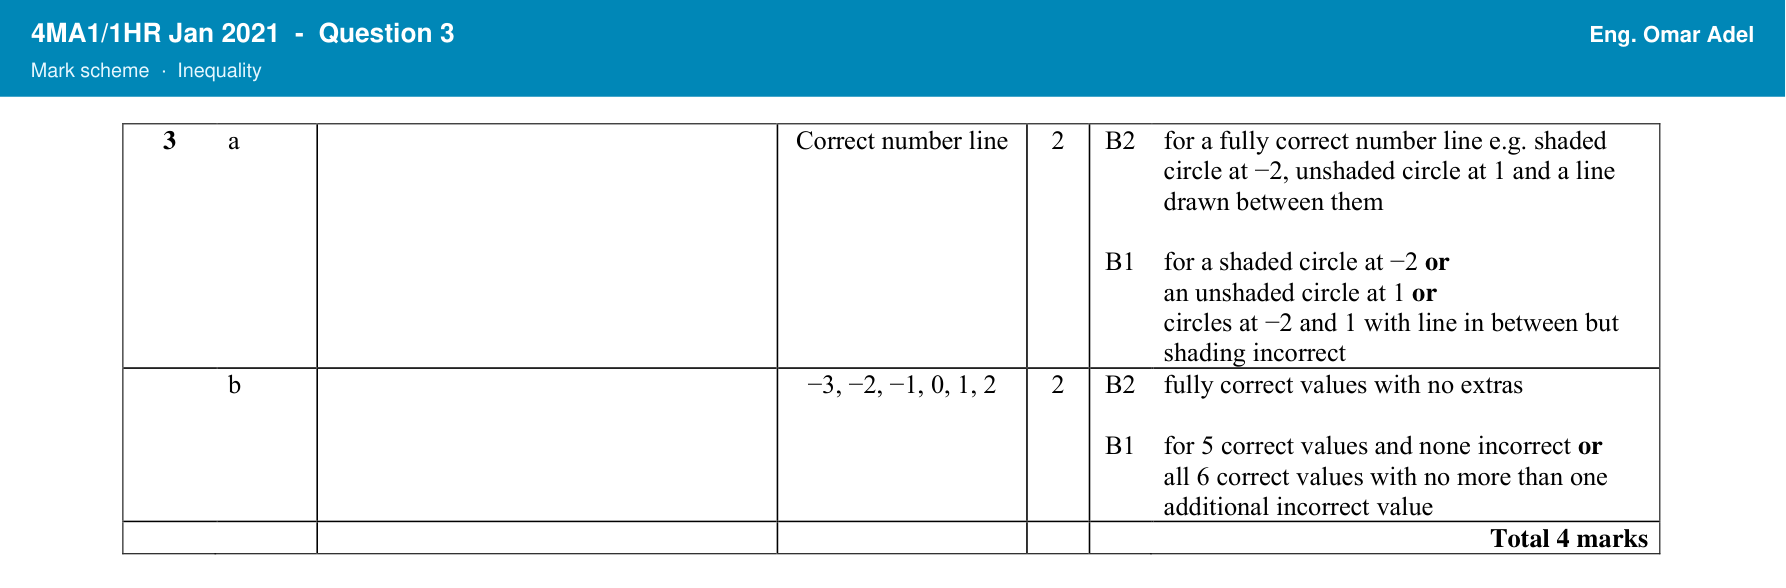 4MA1/1HR Jan 2021 - Question 3
Eng. Omar Adel
Mark scheme · Inequality
3 a Correct number line 2 B2 for a fully correct number line e.g. shaded
circle at −2, unshaded circle at 1 and a line
drawn between them
B1 for a shaded circle at −2 or
an unshaded circle at 1 or
circles at −2 and 1 with line in between but
shading incorrect
b −3, −2, −1, 0, 1, 2 2 B2 fully correct values with no extras
B1 for 5 correct values and none incorrect or
all 6 correct values with no more than one
additional incorrect value
Total 4 marks